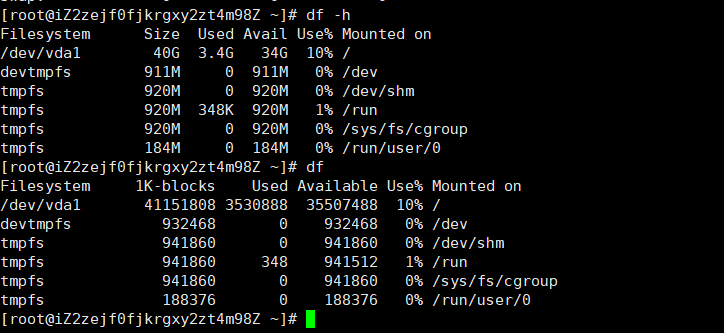 [root@iZ2zejf0fjkrgxy2zt4m98Z ~]# df -h
Filesystem      Size  Used Avail Use% Mounted on
/dev/vda1        40G  3.4G   34G  10% /
devtmpfs        911M     0  911M   0% /dev
tmpfs           920M     0  920M   0% /dev/shm
tmpfs           920M  348K  920M   1% /run
tmpfs           920M     0  920M   0% /sys/fs/cgroup
tmpfs           184M     0  184M   0% /run/user/0
[root@iZ2zejf0fjkrgxy2zt4m98Z ~]# df
Filesystem     1K-blocks    Used Available Use% Mounted on
/dev/vda1       41151808 3530888  35507488  10% /
devtmpfs          932468       0    932468   0% /dev
tmpfs             941860       0    941860   0% /dev/shm
tmpfs             941860     348    941512   1% /run
tmpfs             941860       0    941860   0% /sys/fs/cgroup
tmpfs             188376       0    188376   0% /run/user/0
[root@iZ2zejf0fjkrgxy2zt4m98Z ~]#